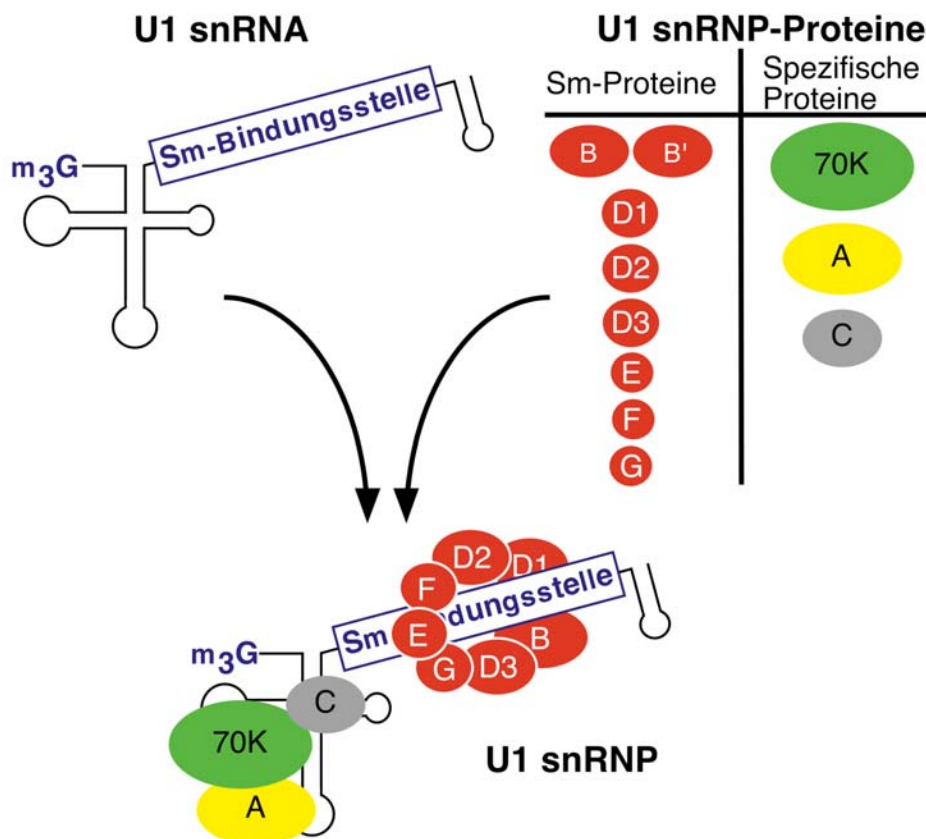 U1 snRNA
Sm-Bindungsstelle
m3G
U1 snRNP-Proteine
Sm-Proteine
Spezifische
Proteine
B B'
D1
D2
D3
E
F
G
70K
A
C
D2 D1
F
Sm ndungsstelle
E
B
G D3
m3G
C
70K
A
U1 snRNP